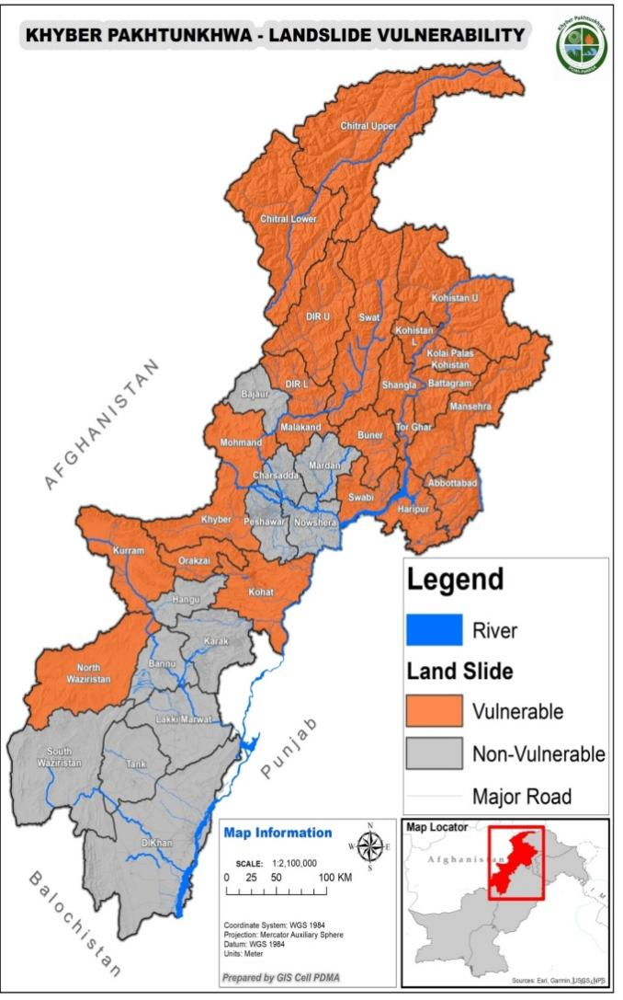 KHYBER PAKHTUNKHWA - LANDSLIDE VULNERABILITY
Khyber Pakhtunkhwa
Chitral Upper
Chitral Lower
Kohistan U
DIR U
Swat
Kohistan
L
Kolai Palas
Kohistan
DIR L
Shangla
Battagram
Bajaur
Mansehra
Malakand
Tor Ghar
Mohmand
Buner
Mardan
Charsadda
Abbottabad
Swabi
Haripur
Khyber
Peshawar
Nowshera
Kurram
Orakzai
Kohat
Hangu
Karak
North
Waziristan
Bannu
Lakki Marwat
South
Waziristan
Tank
DIKhan
AFGHANISTAN
Punjab
Balochistan
Legend
River
Land Slide
Vulnerable
Non-Vulnerable
Major Road
Map Information
N
W
E
S
SCALE: 1:2,100,000
0 25 50 100 KM
Coordinate System: WGS 1984
Projection: Mercator Auxiliary Sphere
Datum: WGS 1984
Units: Meter
Prepared by GIS Cell PDMA
Map Locator
Afghanistan
Sources: Esri, Garmin, USGS, NPS